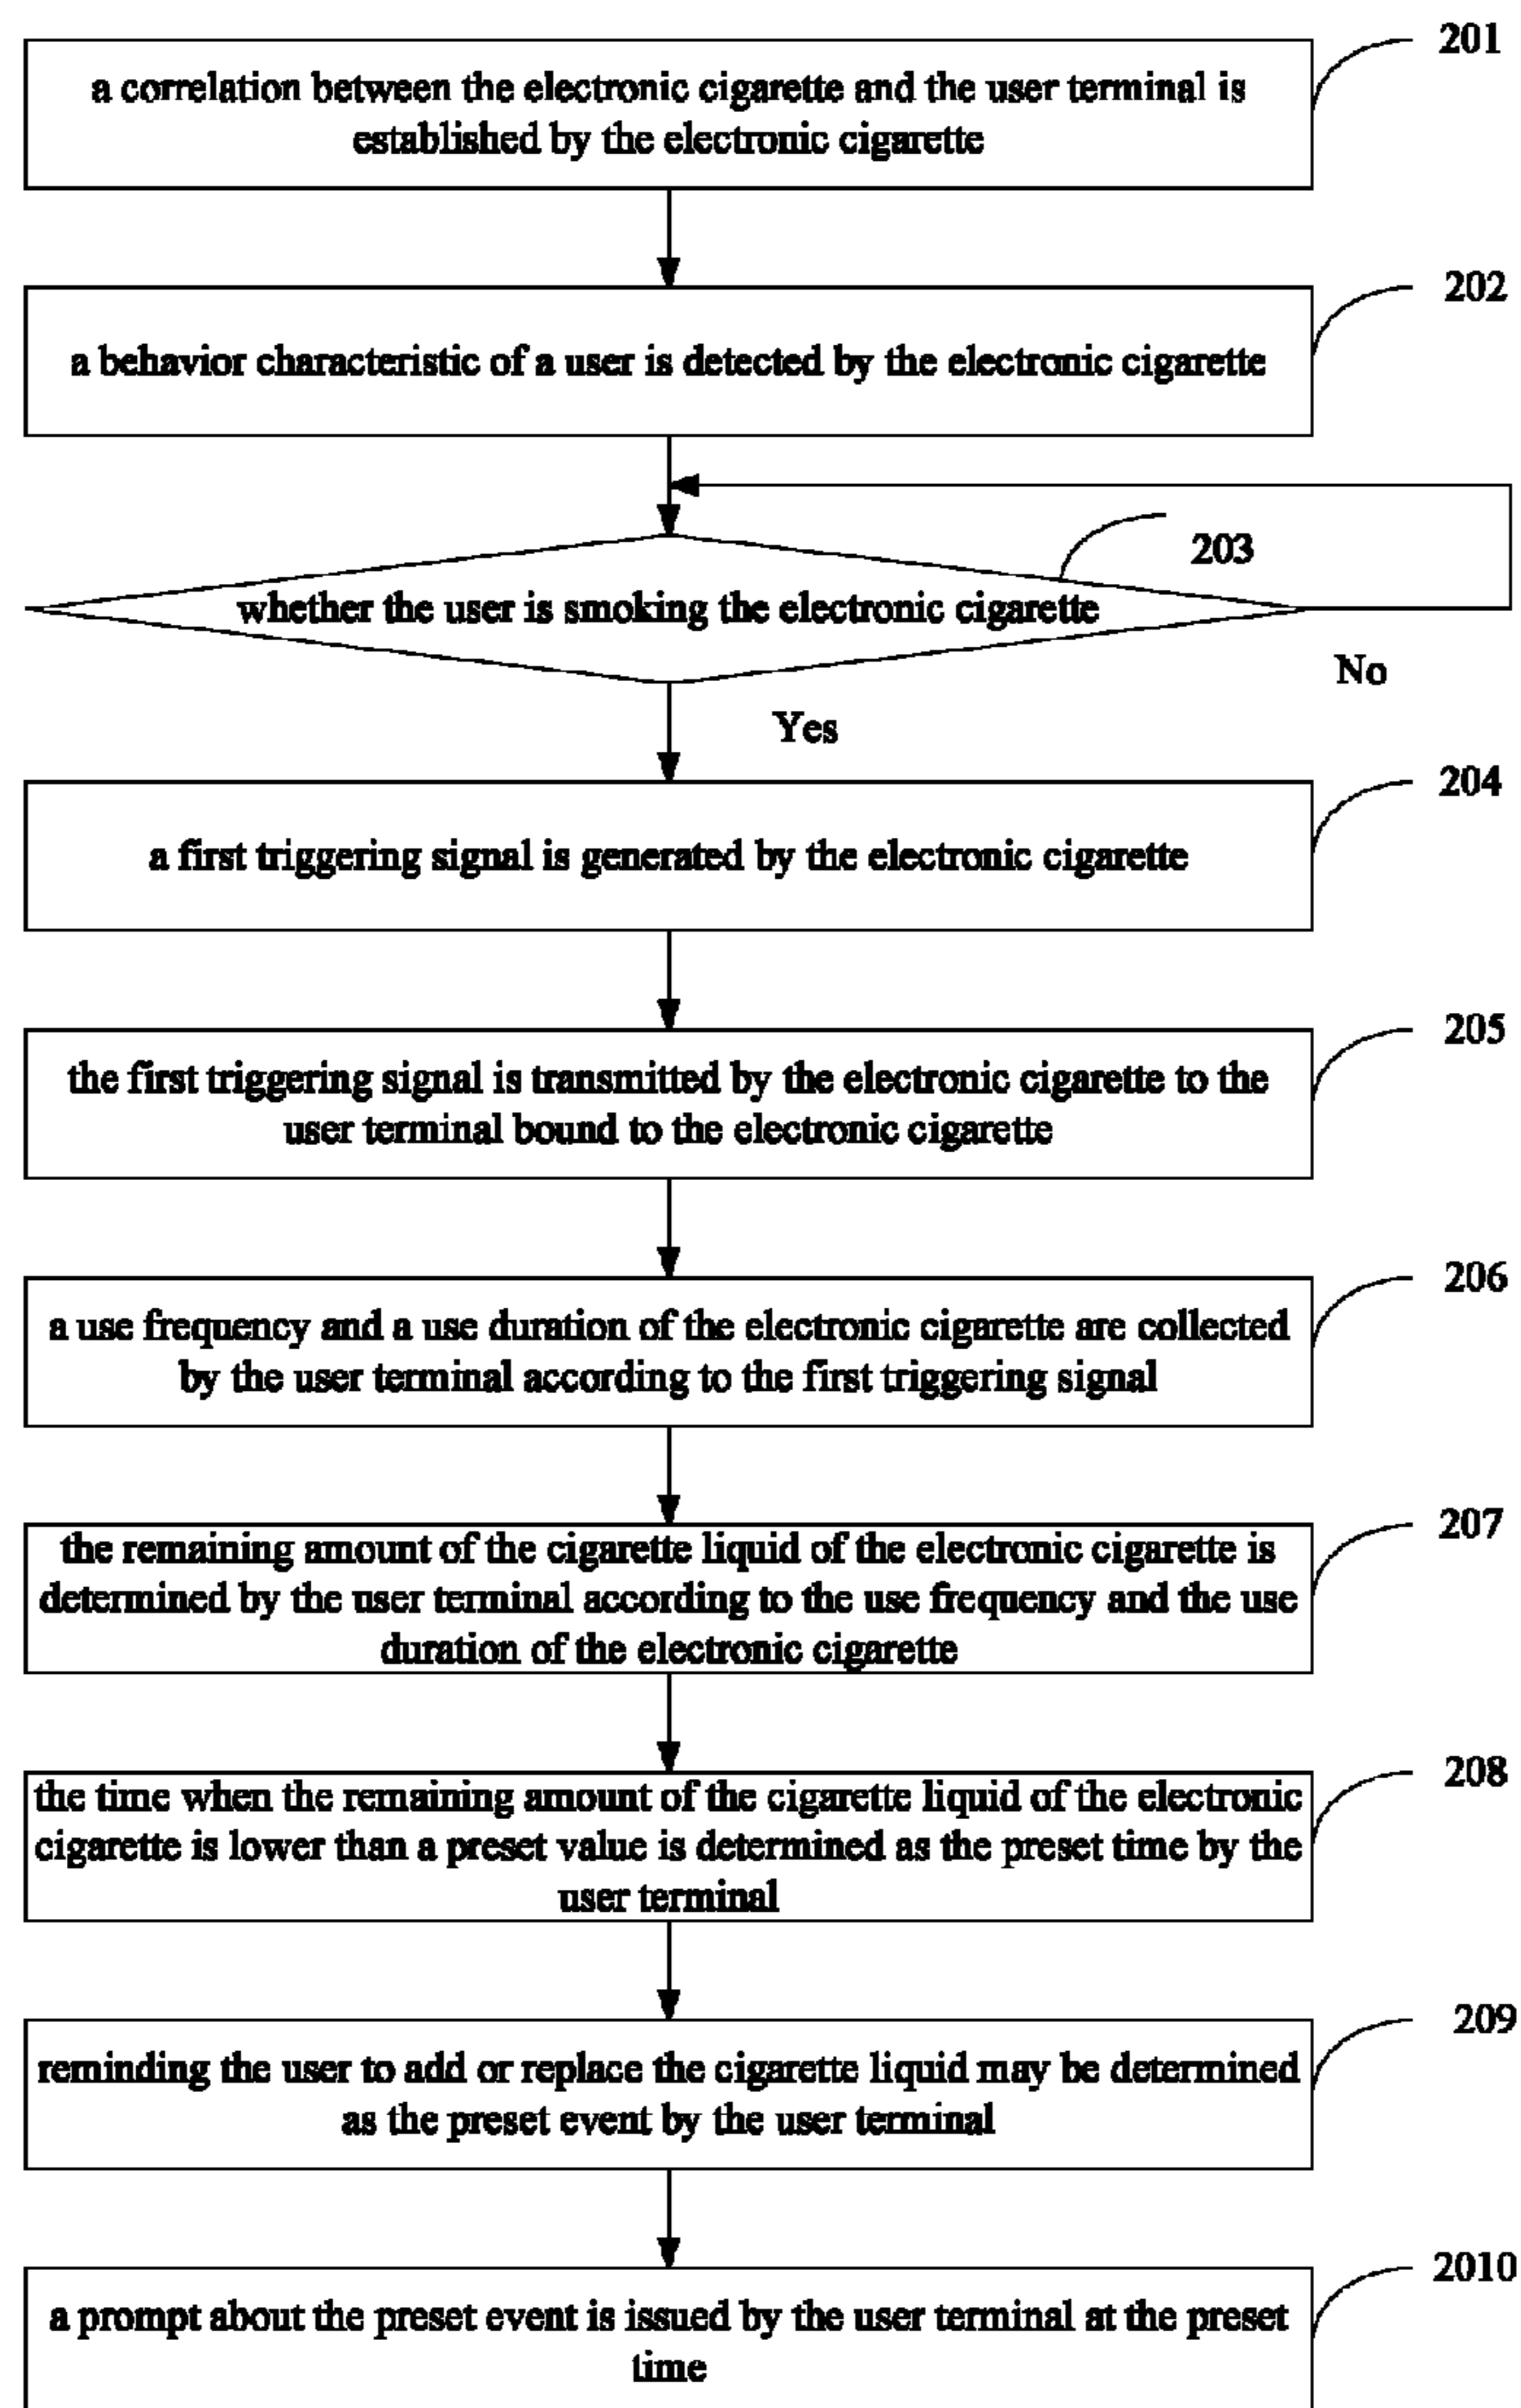 201
a correlation between the electronic cigarette and the user terminal is
established by the electronic cigarette
202
a behavior characteristic of a user is detected by the electronic cigarette
203
whether the user is smoking the electronic cigarette
No
Yes
204
a first triggering signal is generated by the electronic cigarette
205
the first triggering signal is transmitted by the electronic cigarette to the
user terminal bound to the electronic cigarette
206
a use frequency and a use duration of the electronic cigarette are collected
by the user terminal according to the first triggering signal
207
the remaining amount of the cigarette liquid of the electronic cigarette is
determined by the user terminal according to the use frequency and the use
duration of the electronic cigarette
208
the time when the remaining amount of the cigarette liquid of the electronic
cigarette is lower than a preset value is determined as the preset time by the
user terminal
209
reminding the user to add or replace the cigarette liquid may be determined
as the preset event by the user terminal
2010
a prompt about the preset event is issued by the user terminal at the preset
time